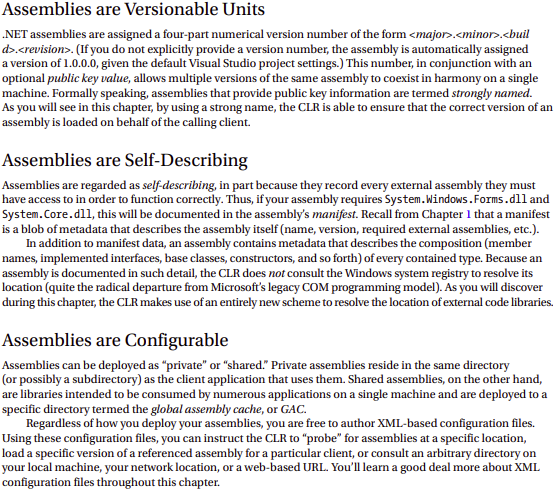 Assemblies are Versionable Units
.NET assemblies are assigned a four-part numerical version number of the form <major>.<minor>.<buil
d>.<revision>. (If you do not explicitly provide a version number, the assembly is automatically assigned
a version of 1.0.0.0, given the default Visual Studio project settings.) This number, in conjunction with an
optional public key value, allows multiple versions of the same assembly to coexist in harmony on a single
machine. Formally speaking, assemblies that provide public key information are termed strongly named.
As you will see in this chapter, by using a strong name, the CLR is able to ensure that the correct version of an
assembly is loaded on behalf of the calling client.
Assemblies are Self-Describing
Assemblies are regarded as self-describing, in part because they record every external assembly they must
have access to in order to function correctly. Thus, if your assembly requires System.Windows.Forms.dll and
System.Core.dll, this will be documented in the assembly's manifest. Recall from Chapter 1 that a manifest
is a blob of metadata that describes the assembly itself (name, version, required external assemblies, etc.).
In addition to manifest data, an assembly contains metadata that describes the composition (member
names, implemented interfaces, base classes, constructors, and so forth) of every contained type. Because an
assembly is documented in such detail, the CLR does not consult the Windows system registry to resolve its
location (quite the radical departure from Microsoft's legacy COM programming model). As you will discover
during this chapter, the CLR makes use of an entirely new scheme to resolve the location of external code libraries.
Assemblies are Configurable
Assemblies can be deployed as “private” or “shared.” Private assemblies reside in the same directory
(or possibly a subdirectory) as the client application that uses them. Shared assemblies, on the other hand,
are libraries intended to be consumed by numerous applications on a single machine and are deployed to a
specific directory termed the global assembly cache, or GAC.
Regardless of how you deploy your assemblies, you are free to author XML-based configuration files.
Using these configuration files, you can instruct the CLR to “probe” for assemblies at a specific location,
load a specific version of a referenced assembly for a particular client, or consult an arbitrary directory on
your local machine, your network location, or a web-based URL. You'll learn a good deal more about XML
configuration files throughout this chapter.